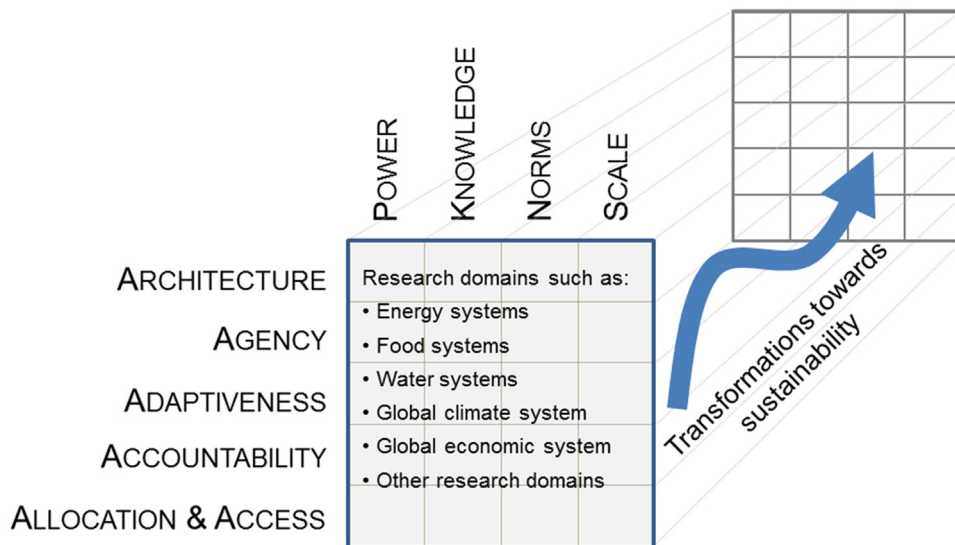 POWER
KNOWLEDGE
NORMS
SCALE
ARCHITECTURE
AGENCY
ADAPTIVENESS
ACCOUNTABILITY
ALLOCATION & ACCESS
Research domains such as:
• Energy systems
• Food systems
• Water systems
• Global climate system
• Global economic system
• Other research domains
Transformations towards
sustainability